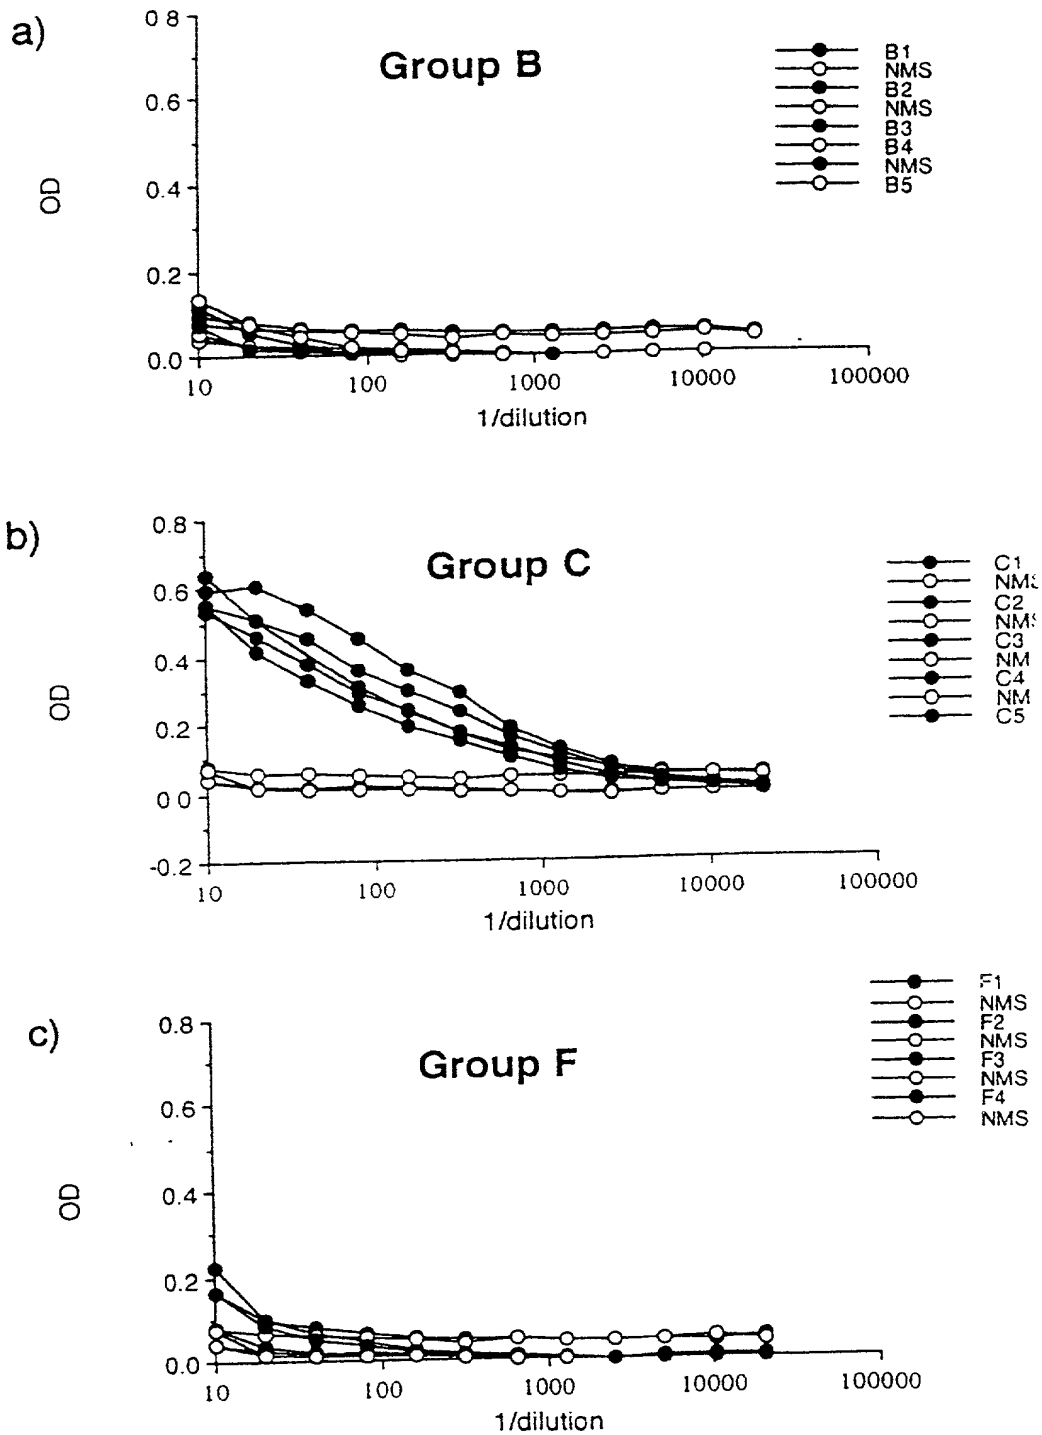 a)
Group B
0 8
0.6
0.4
0.2
0.0
OD
10
100
1000
10000
100000
1/dilution
B1
NMS
B2
NMS
B3
B4
NMS
B5
b)
Group C
0.8
0.6
0.4
0.2
0 0
-0.2
OD
10
100
1000
10000
100000
1/dilution
C1
NMS
C2
NMS
C3
NM
C4
NM
C5
c)
Group F
0.8
0.6
0.4
0.2
0.0
OD
10
100
1000
10000
100000
1/dilution
F1
NMS
F2
NMS
F3
NMS
F4
NMS